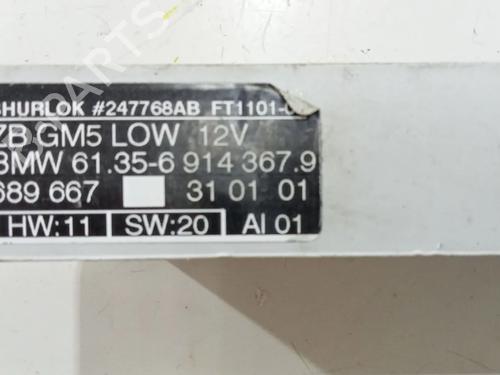 SHURLOK #247768AB FT1101-0
ZB GM5 LOW 12V
BMW 61.35-6 914 367.9
689 667 31 01 01
HW:11 SW:20 AI 01